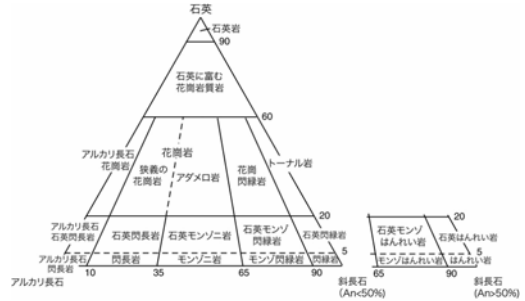 石英
石英岩
90
石英に富む
花崗岩質岩
60
アルカリ長石
花崗岩
花崗岩
狭義の
花崗岩
アダメロ岩
花崗
閃緑岩
トーナル岩
20
アルカリ長石
石英閃長岩
石英閃長岩
石英モンゾニ岩
石英モンゾ
閃緑岩
石英閃緑岩
5
アルカリ長石
閃長岩
閃長岩
モンゾニ岩
モンゾ閃緑岩
閃緑岩
アルカリ長石
10
35
65
90
斜長石
(An<50%)
20
石英モンゾ
はんれい岩
石英はんれい岩
5
モンゾはんれい岩
はんれい岩
65
90
斜長石
(An>50%)